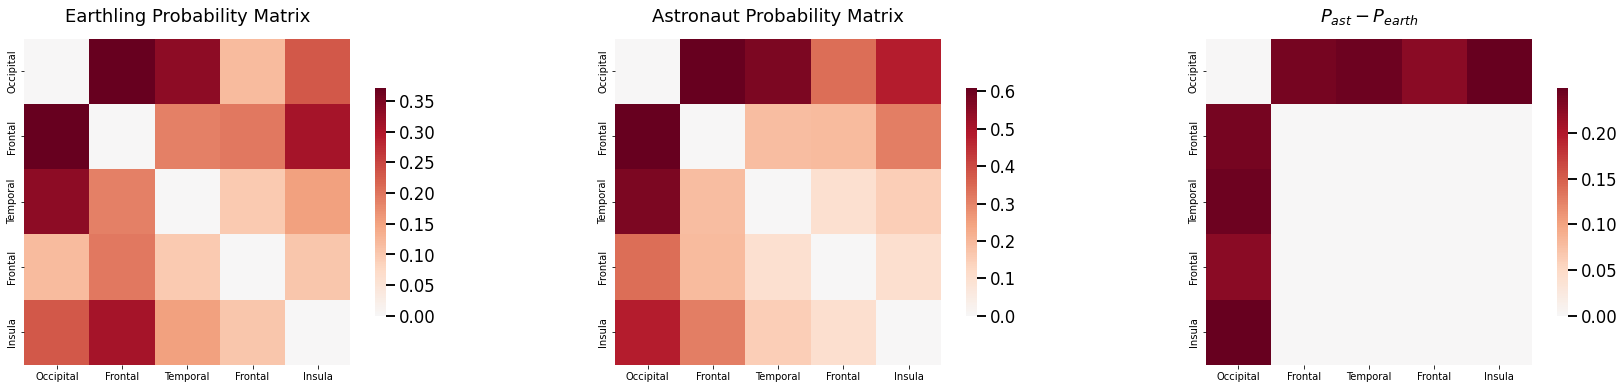 Earthling Probability Matrix
Occipital
Frontal
Temporal
Frontal
Insula
Occipital Frontal Temporal Frontal Insula
0.35
0.30
0.25
0.20
0.15
0.10
0.05
0.00
Astronaut Probability Matrix
Occipital
Frontal
Temporal
Frontal
Insula
Occipital Frontal Temporal Frontal Insula
0.6
0.5
0.4
0.3
0.2
0.1
0.0
P_ast − P_earth
Occipital
Frontal
Temporal
Frontal
Insula
Occipital Frontal Temporal Frontal Insula
0.20
0.15
0.10
0.05
0.00